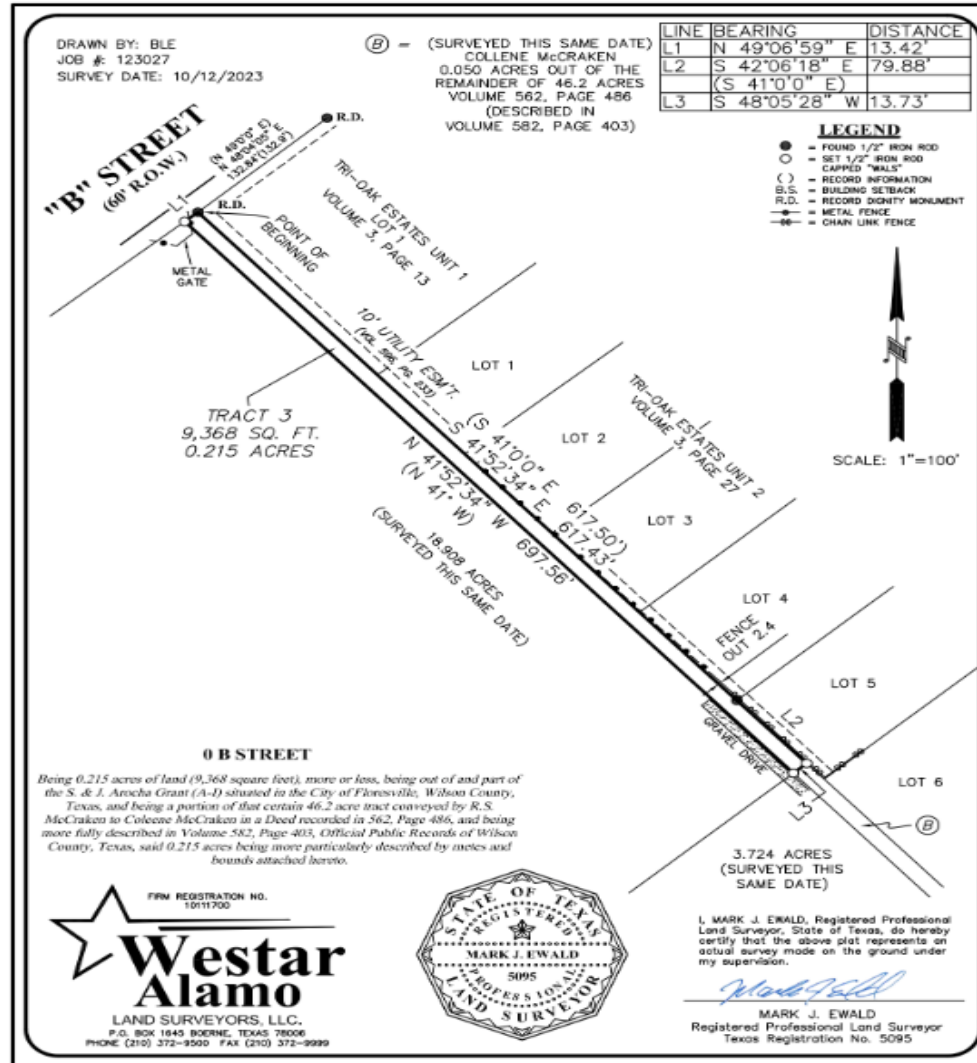 DRAWN BY: BLE
JOB #: 123027
SURVEY DATE: 10/12/2023
Ⓑ = (SURVEYED THIS SAME DATE)
COLLENE McCRAKEN
0.050 ACRES OUT OF THE
REMAINDER OF 46.2 ACRES
VOLUME 562, PAGE 486
(DESCRIBED IN
VOLUME 582, PAGE 403)
LINE BEARING DISTANCE
L1 N 49°06'59" E 13.42'
L2 S 42°06'18" E 79.88'
(S 41°0'0" E)
L3 S 48°05'28" W 13.73'
LEGEND
= FOUND 1/2" IRON ROD
= SET 1/2" IRON ROD
CAPPED "WALS"
( ) = RECORD INFORMATION
B.S. = BUILDING SETBACK
R.D. = RECORD DIGNITY MONUMENT
= METAL FENCE
= CHAIN LINK FENCE
"B" STREET
(60' R.O.W.)
(N 49°0'0" E)
N 48°04'05" E
132.84'(132.9')
R.D.
L1
R.D.
POINT OF
BEGINNING
METAL
GATE
TRI-OAK ESTATES UNIT 1
LOT 1
VOLUME 3, PAGE 13
10' UTILITY ESM'T.
(VOL. 596, PG. 233)
LOT 1
TRACT 3
9,368 SQ. FT.
0.215 ACRES
LOT 2
TRI-OAK ESTATES UNIT 2
VOLUME 3, PAGE 27
SCALE: 1"=100'
(S 41°0'0" E 617.50')
S 41°52'34" E 617.43'
N 41°52'34" W 697.56'
(N 41° W)
18.908 ACRES
(SURVEYED THIS SAME DATE)
LOT 3
LOT 4
FENCE
OUT 2.4
LOT 5
L2
GRAVEL DRIVE
L3
LOT 6
Ⓑ
3.724 ACRES
(SURVEYED THIS
SAME DATE)
0 B STREET
Being 0.215 acres of land (9,368 square feet), more or less, being out of and part of
the S. & J. Arocha Grant (A-1) situated in the City of Floresville, Wilson County,
Texas, and being a portion of that certain 46.2 acre tract conveyed by R.S.
McCraken to Coleene McCraken in a Deed recorded in 562, Page 486, and being
more fully described in Volume 582, Page 403, Official Public Records of Wilson
County, Texas, said 0.215 acres being more particularly described by metes and
bounds attached hereto.
FIRM REGISTRATION NO.
10111700
Westar
Alamo
LAND SURVEYORS, LLC.
P.O. BOX 1645 BOERNE, TEXAS 78006
PHONE (210) 372-9500 FAX (210) 372-9999
STATE OF TEXAS
REGISTERED
MARK J. EWALD
5095
PROFESSIONAL
LAND SURVEYOR
I, MARK J. EWALD, Registered Professional
Land Surveyor, State of Texas, do hereby
certify that the above plat represents an
actual survey made on the ground under
my supervision.
Mark J Ewald
MARK J. EWALD
Registered Professional Land Surveyor
Texas Registration No. 5095